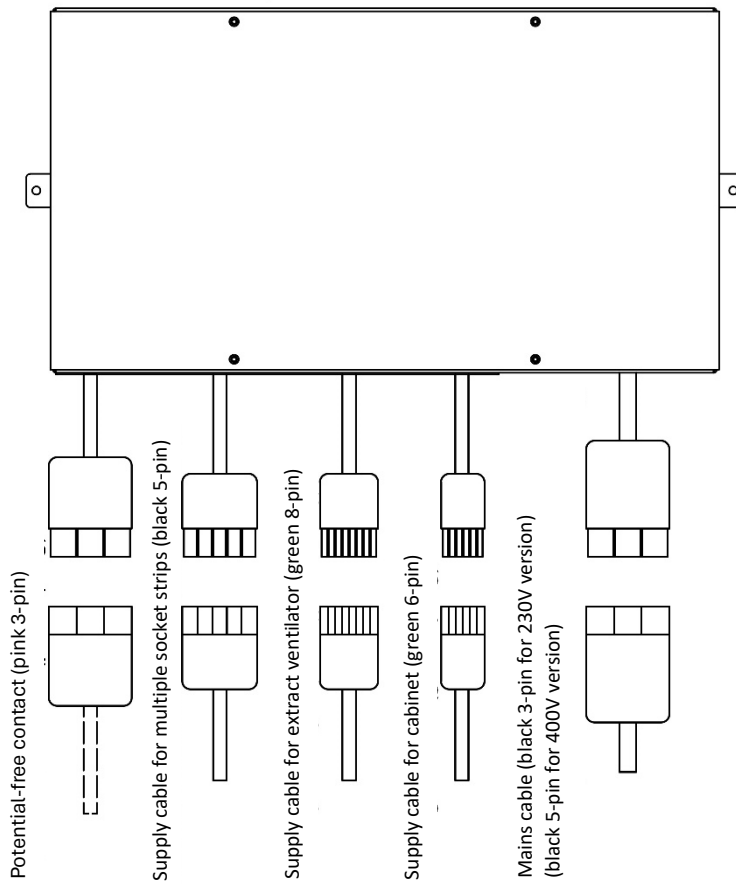 Potential-free contact (pink 3-pin)
Supply cable for multiple socket strips (black 5-pin)
Supply cable for extract ventilator (green 8-pin)
Supply cable for cabinet (green 6-pin)
Mains cable (black 3-pin for 230V version)
(black 5-pin for 400V version)